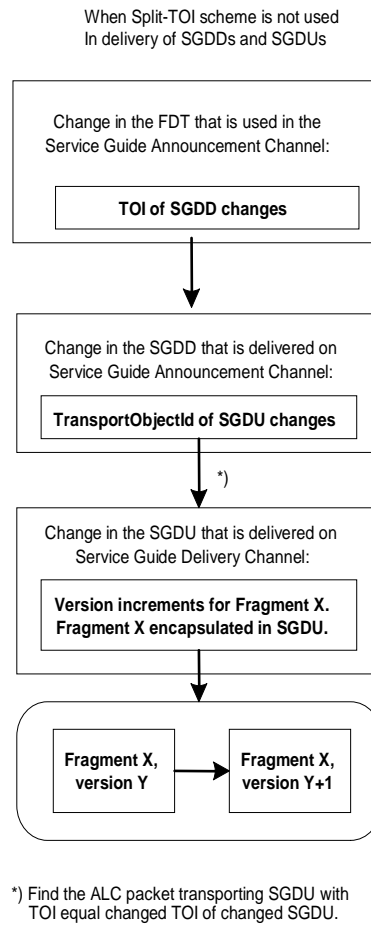 When Split-TOI scheme is not used
In delivery of SGDDs and SGDUs
Change in the FDT that is used in the
Service Guide Announcement Channel:
TOI of SGDD changes
Change in the SGDD that is delivered on
Service Guide Announcement Channel:
TransportObjectId of SGDU changes
*)
Change in the SGDU that is delivered on
Service Guide Delivery Channel:
Version increments for Fragment X.
Fragment X encapsulated in SGDU.
Fragment X,
version Y
Fragment X,
version Y+1
*) Find the ALC packet transporting SGDU with
TOI equal changed TOI of changed SGDU.